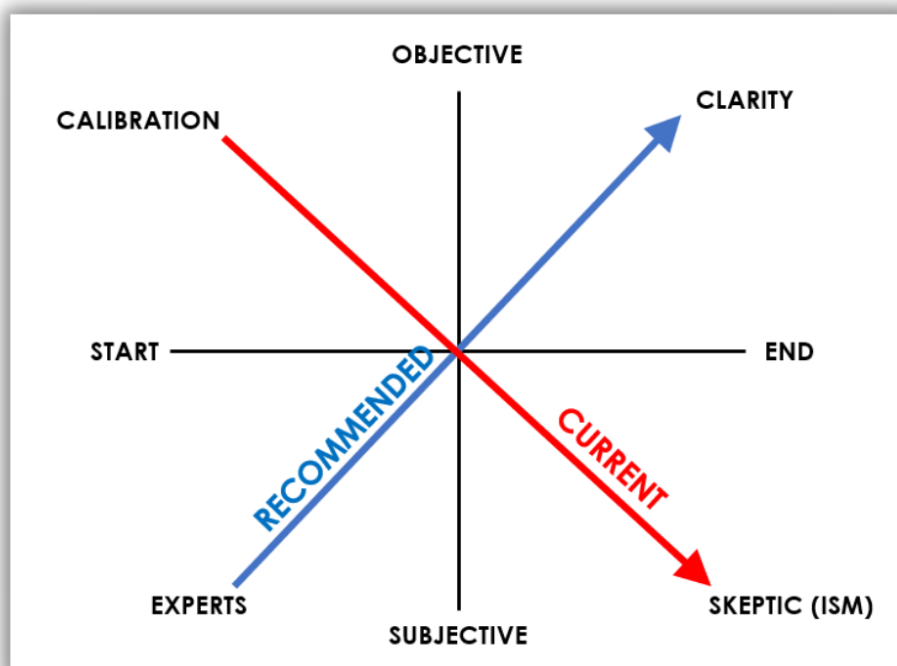 OBJECTIVE
CLARITY
CALIBRATION
START
END
RECOMMENDED
CURRENT
EXPERTS
SKEPTIC (ISM)
SUBJECTIVE